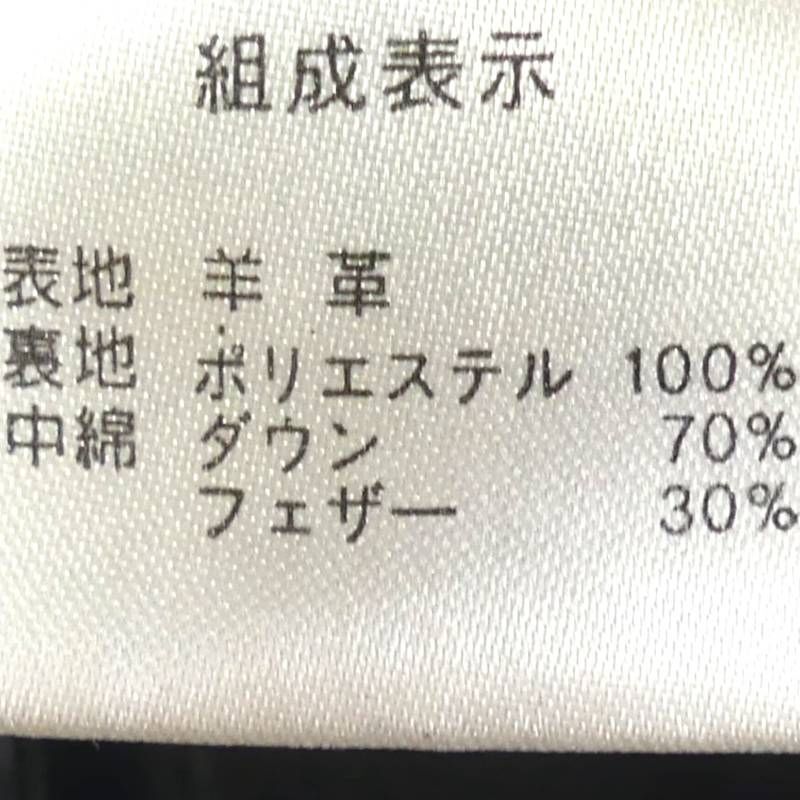 組成表示
表地 羊 革
裏地 ポリエステル 100%
中綿 ダウン 70%
フェザー 30%